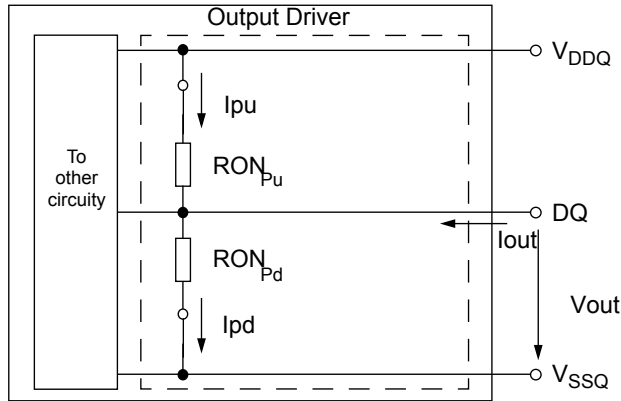 Output Driver
VDDQ
Ipu
To
other
circuity
RONPu
DQ
Iout
RONPd
Vout
Ipd
VSSQ